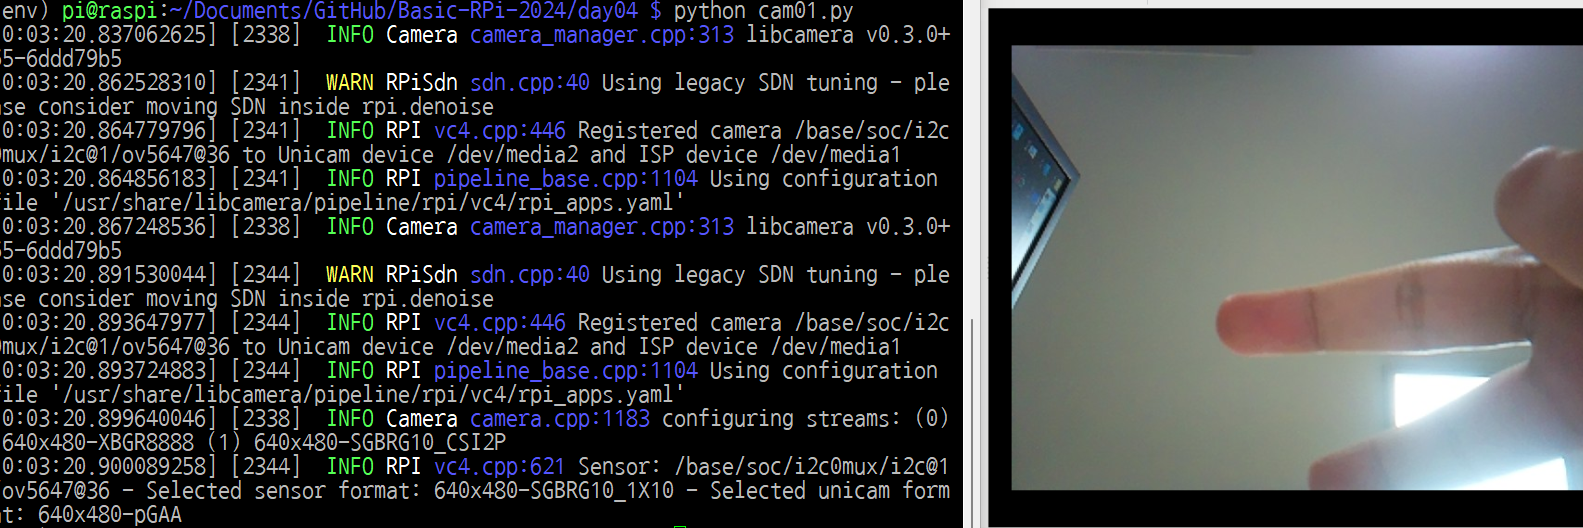 env) pi@raspi:~/Documents/GitHub/Basic-RPi-2024/day04 $ python cam01.py
0:03:20.837062625] [2338]  INFO Camera camera_manager.cpp:313 libcamera v0.3.0+
65-6ddd79b5
0:03:20.862528310] [2341]  WARN RPiSdn sdn.cpp:40 Using legacy SDN tuning - ple
ase consider moving SDN inside rpi.denoise
0:03:20.864779796] [2341]  INFO RPI vc4.cpp:446 Registered camera /base/soc/i2c
0mux/i2c@1/ov5647@36 to Unicam device /dev/media2 and ISP device /dev/media1
0:03:20.864856183] [2341]  INFO RPI pipeline_base.cpp:1104 Using configuration
file '/usr/share/libcamera/pipeline/rpi/vc4/rpi_apps.yaml'
0:03:20.867248536] [2338]  INFO Camera camera_manager.cpp:313 libcamera v0.3.0+
65-6ddd79b5
0:03:20.891530044] [2344]  WARN RPiSdn sdn.cpp:40 Using legacy SDN tuning - ple
ase consider moving SDN inside rpi.denoise
0:03:20.893647977] [2344]  INFO RPI vc4.cpp:446 Registered camera /base/soc/i2c
0mux/i2c@1/ov5647@36 to Unicam device /dev/media2 and ISP device /dev/media1
0:03:20.893724883] [2344]  INFO RPI pipeline_base.cpp:1104 Using configuration
file '/usr/share/libcamera/pipeline/rpi/vc4/rpi_apps.yaml'
0:03:20.899640046] [2338]  INFO Camera camera.cpp:1183 configuring streams: (0)
640x480-XBGR8888 (1) 640x480-SGBRG10_CSI2P
0:03:20.900089258] [2344]  INFO RPI vc4.cpp:621 Sensor: /base/soc/i2c0mux/i2c@1
/ov5647@36 - Selected sensor format: 640x480-SGBRG10_1X10 - Selected unicam form
at: 640x480-pGAA